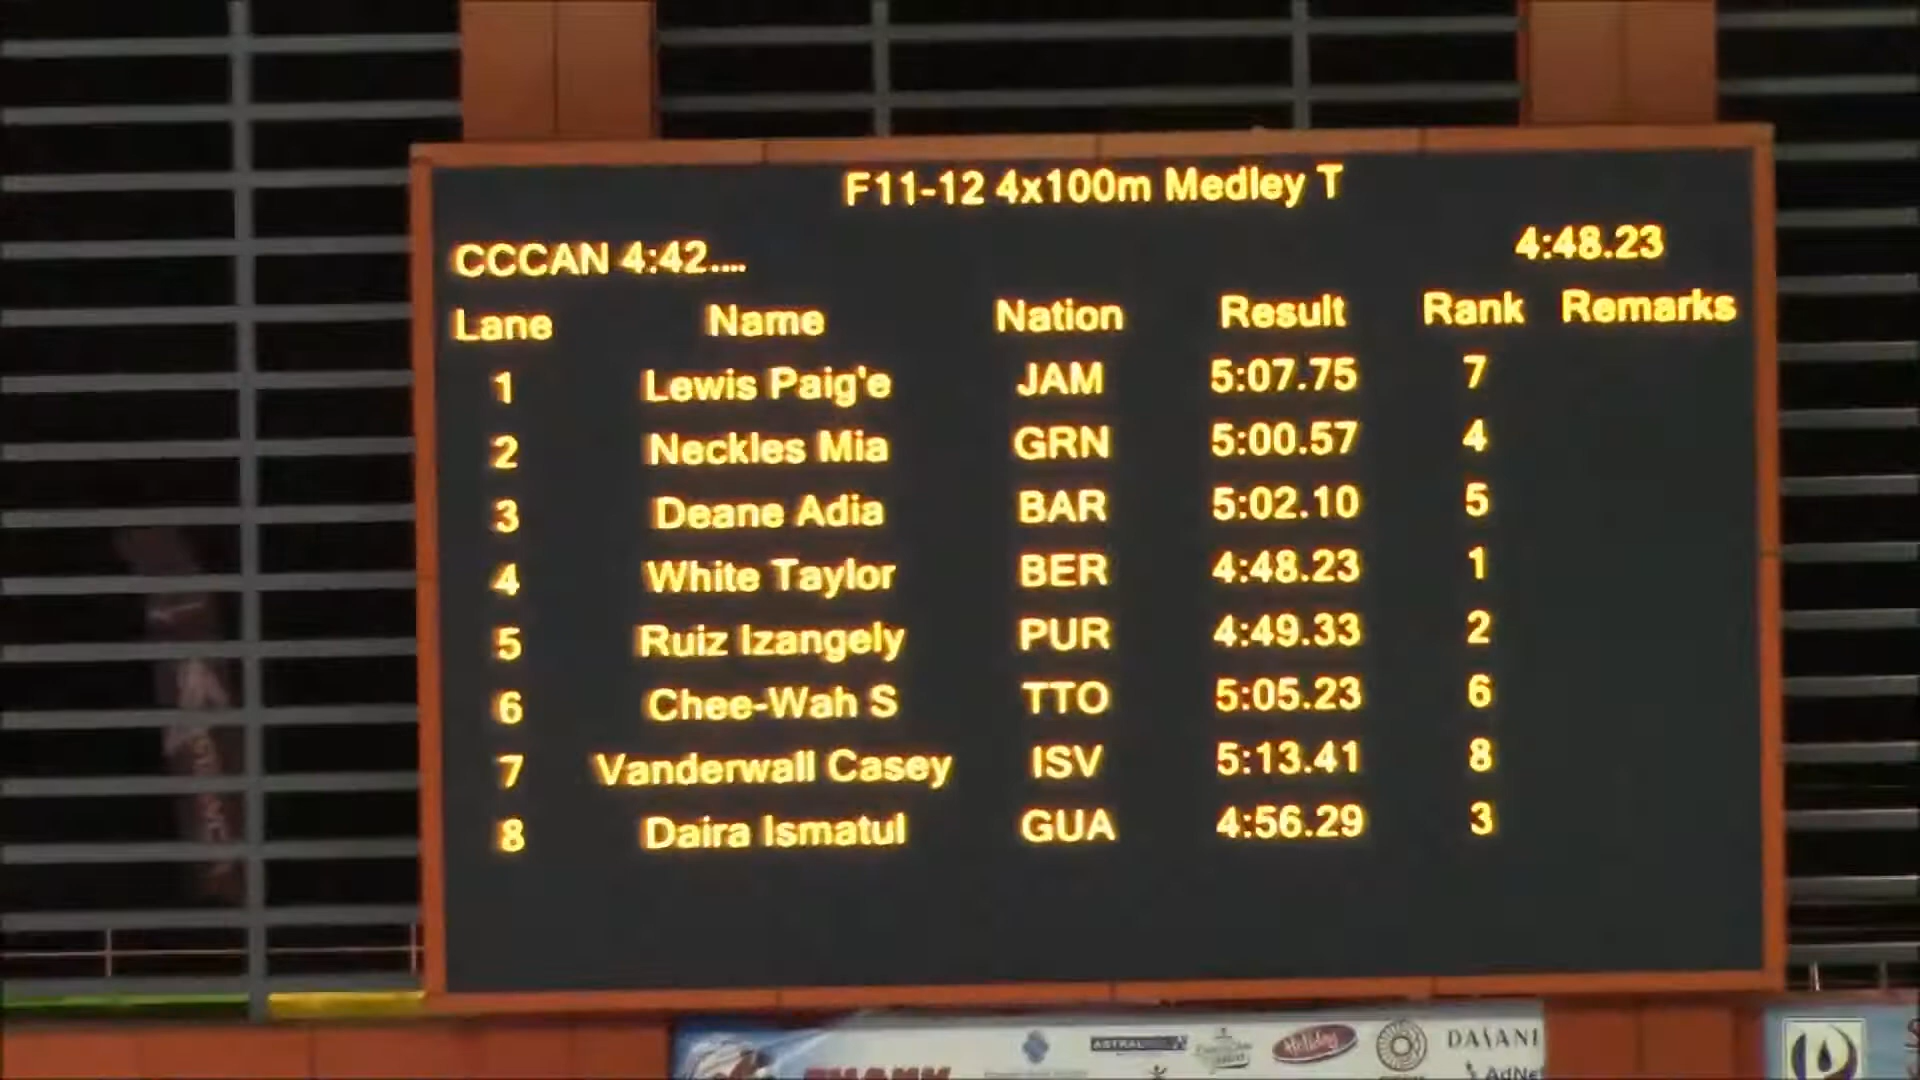 F11-12 4x100m Medley T
CCCAN 4:42.... 4:48.23
Lane Name Nation Result Rank Remarks
1 Lewis Paig'e JAM 5:07.75 7
2 Neckles Mia GRN 5:00.57 4
3 Deane Adia BAR 5:02.10 5
4 White Taylor BER 4:48.23 1
5 Ruiz Izangely PUR 4:49.33 2
6 Chee-Wah S TTO 5:05.23 6
7 Vanderwall Casey ISV 5:13.41 8
8 Daira Ismatul GUA 4:56.29 3
ASTRAL Holiday DASANI
AdNe